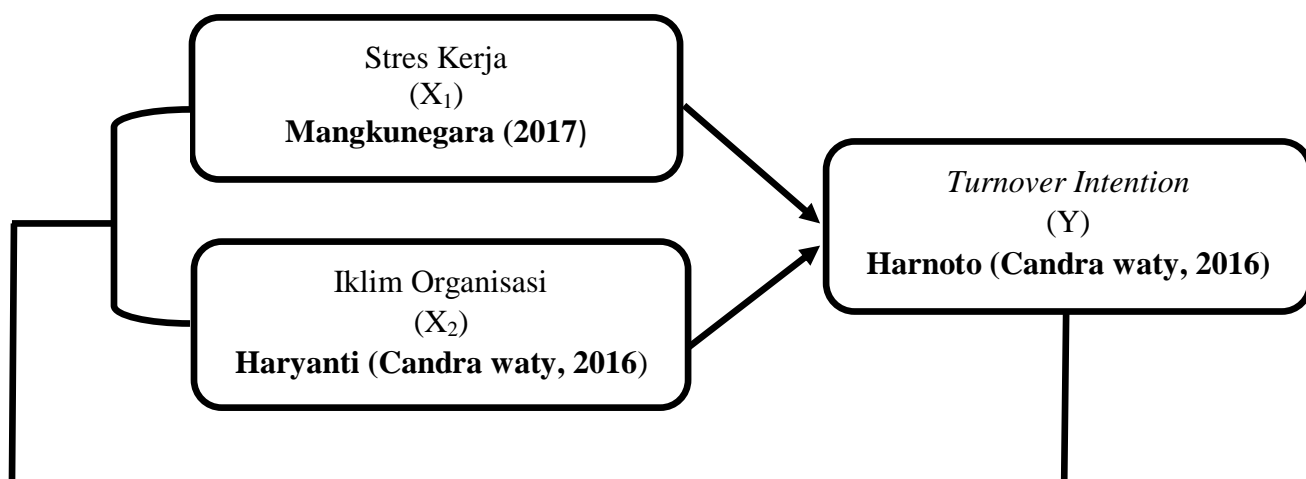 Stres Kerja
(X₁)
Mangkunegara (2017)
Iklim Organisasi
(X₂)
Haryanti (Candra waty, 2016)
Turnover Intention
(Y)
Harnoto (Candra waty, 2016)